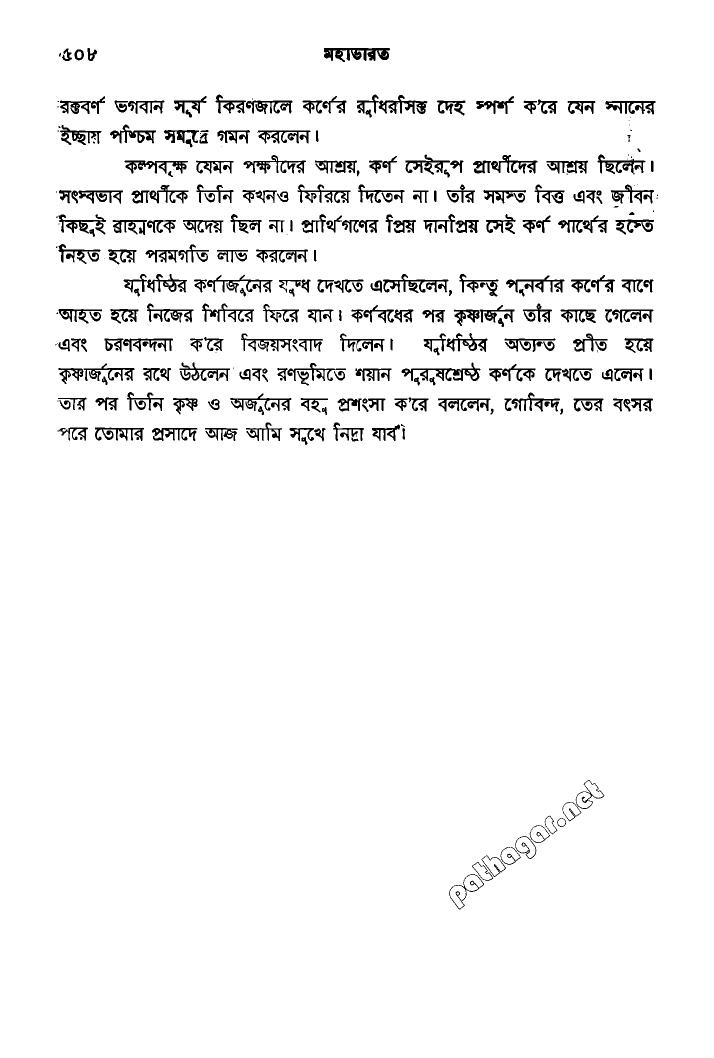 ৫০৮ মহাভারত
রক্তবর্ণ ভগবান সূর্য কিরণজালে কর্ণের রুধিরসিক্ত দেহ স্পর্শ ক'রে যেন স্নানের
ইচ্ছায় পশ্চিম সমুদ্রে গমন করলেন।
কল্পবৃক্ষ যেমন পক্ষীদের আশ্রয়, কর্ণ সেইরূপ প্রার্থীদের আশ্রয় ছিলেন।
সৎস্বভাব প্রার্থীকে তিনি কখনও ফিরিয়ে দিতেন না। তাঁর সমস্ত বিত্ত এবং জীবন
কিছুই ব্রাহ্মণকে অদেয় ছিল না। প্রার্থিগণের প্রিয় দানপ্রিয় সেই কর্ণ পার্থের হস্তে
নিহত হয়ে পরমগতি লাভ করলেন।
যুধিষ্ঠির কর্ণার্জুনের যুদ্ধ দেখতে এসেছিলেন, কিন্তু পুনর্বার কর্ণের বাণে
আহত হয়ে নিজের শিবিরে ফিরে যান। কর্ণবধের পর কৃষ্ণার্জুন তাঁর কাছে গেলেন
এবং চরণবন্দনা ক'রে বিজয়সংবাদ দিলেন। যুধিষ্ঠির অত্যন্ত প্রীত হয়ে
কৃষ্ণার্জুনের রথে উঠলেন এবং রণভূমিতে শয়ান পুরুষশ্রেষ্ঠ কর্ণকে দেখতে এলেন।
তার পর তিনি কৃষ্ণ ও অর্জুনের বহু প্রশংসা ক'রে বললেন, গোবিন্দ, তের বৎসর
পরে তোমার প্রসাদে আজ আমি সুখে নিদ্রা যাব।
pathagar.net